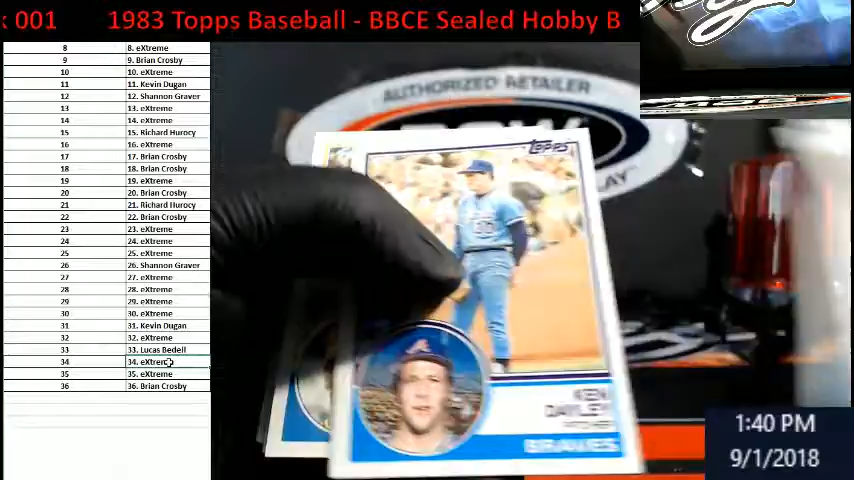 k 001 1983 Topps Baseball - BBCE Sealed Hobby B
8 8. eXtreme
9 9. Brian Crosby
10 10. eXtreme
11 11. Kevin Dugan
12 12. Shannon Graver
13 13. eXtreme
14 14. eXtreme
15 15. Richard Hurocy
16 16. eXtreme
17 17. Brian Crosby
18 18. Brian Crosby
19 19. eXtreme
20 20. Brian Crosby
21 21. Richard Hurocy
22 22. Brian Crosby
23 23. eXtreme
24 24. eXtreme
25 25. eXtreme
26 26. Shannon Graver
27 27. eXtreme
28 28. eXtreme
29 29. eXtreme
30 30. eXtreme
31 31. Kevin Dugan
32 32. eXtreme
33 33. Lucas Bedell
34 34. eXtreme
35 35. eXtreme
36 36. Brian Crosby
AUTHORIZED RETAILER
TOPPS
KEN
DAYLEY
PITCHER
BRAVES
1:40 PM
9/1/2018